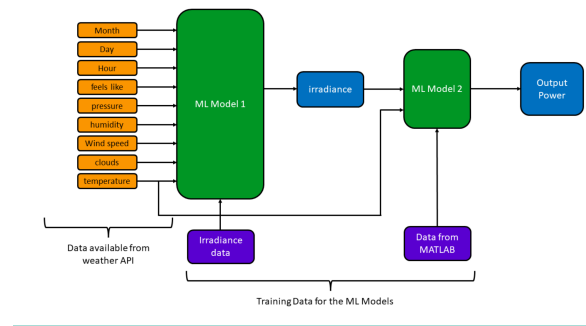 Month
Day
Hour
feels like
pressure
humidity
Wind speed
clouds
temperature
ML Model 1
irradiance
ML Model 2
Output
Power
Irradiance
data
Data from
MATLAB
Data available from
weather API
Training Data for the ML Models